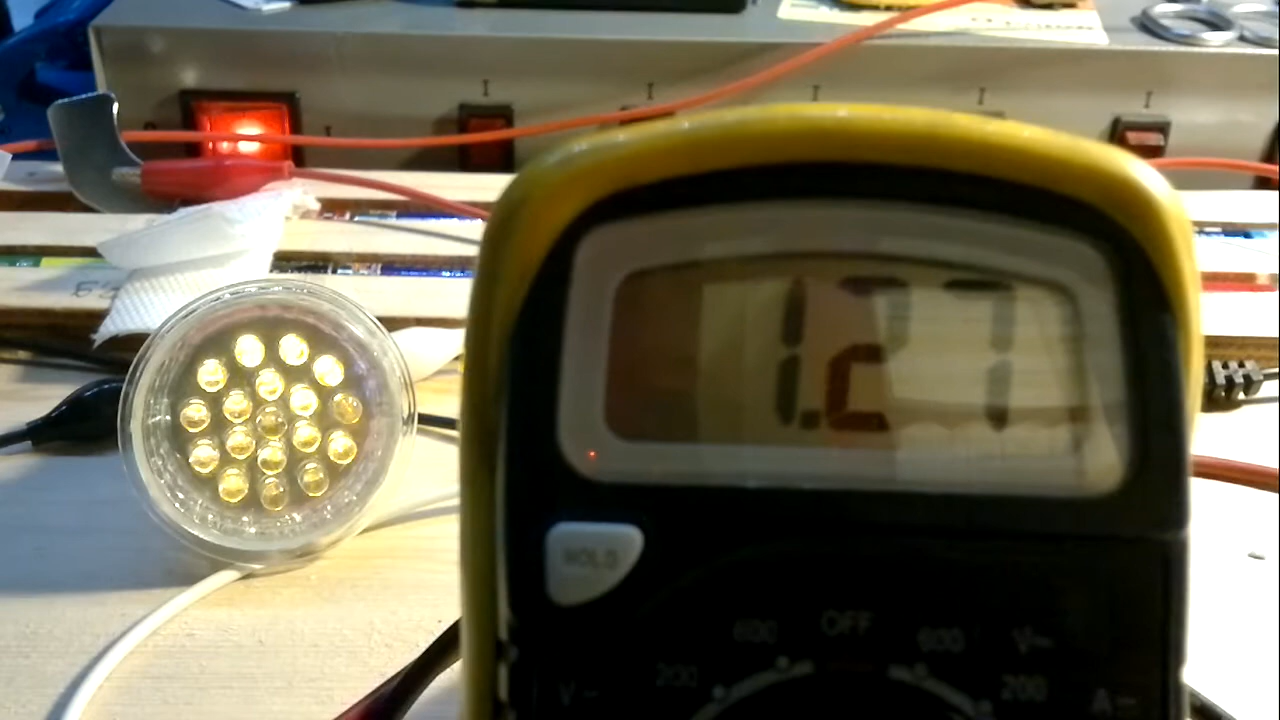 I I I I I I
1.27
HOLD
600 OFF 600 V~
200 200
V- A-